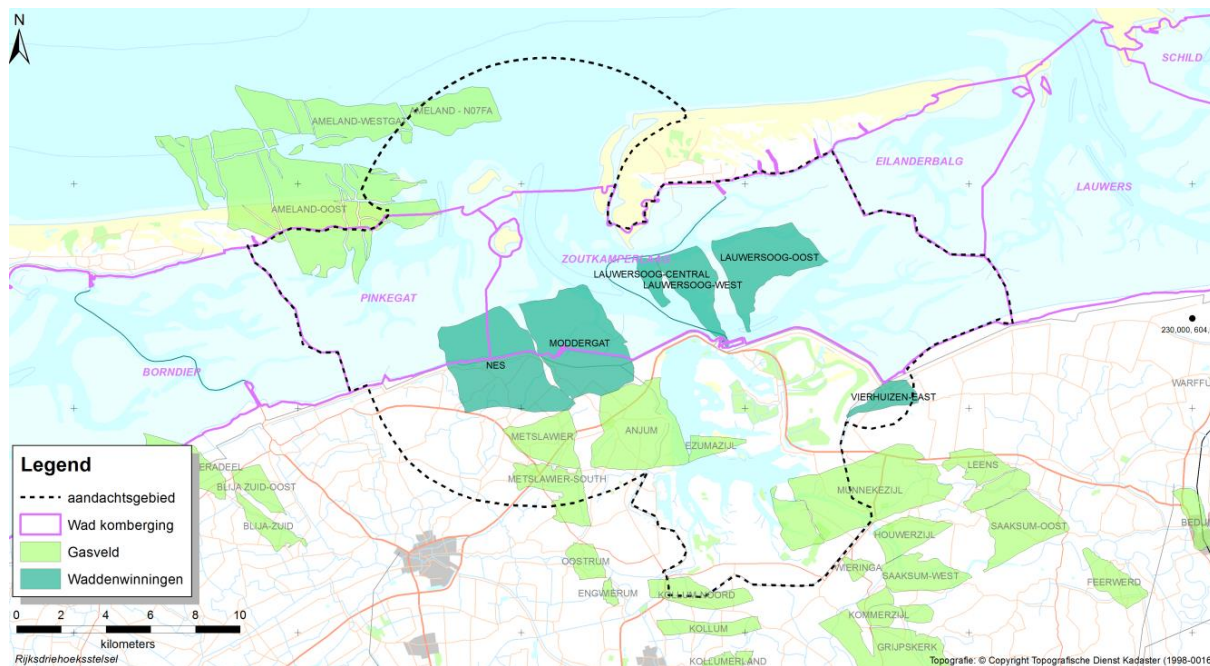 N
SCHILD
AMELAND - N07FA
AMELAND-WESTGAT
EILANDERBALG
LAUWERS
AMELAND-OOST
LAUWERSOOG-OOST
LAUWERSOOG-CENTRAL
LAUWERSOOG-WEST
PINKEGAT
230,000, 604,
MODDERGAT
NES
BORNDIEP
WARFFU
VIERHUIZEN-EAST
METSLAWIER
ANJUM
EZUMAZIJL
Legend
aandachtsgebied
Wad komberging
Gasveld
Waddenwinningen
ERADEEL
BLIJA ZUID-OOST
BLIJA-ZUID
METSLAWIER-SOUTH
LEENS
MUNNEKEZIJL
SAAKSUM-OOST
BEDU
HOUWERZIJL
OOSTRUM
WIERINGA
SAAKSUM-WEST
FEERWERD
ENGWIERUM
KOLLUM-NOORD
KOMMERZIJL
KOLLUM
GRIJPSKERK
KOLLUMERLAND
0 2 4 6 8 10
kilometers
Rijksdriehoeksstelsel
Topografie: © Copyright Topografische Dienst Kadaster (1998-0016